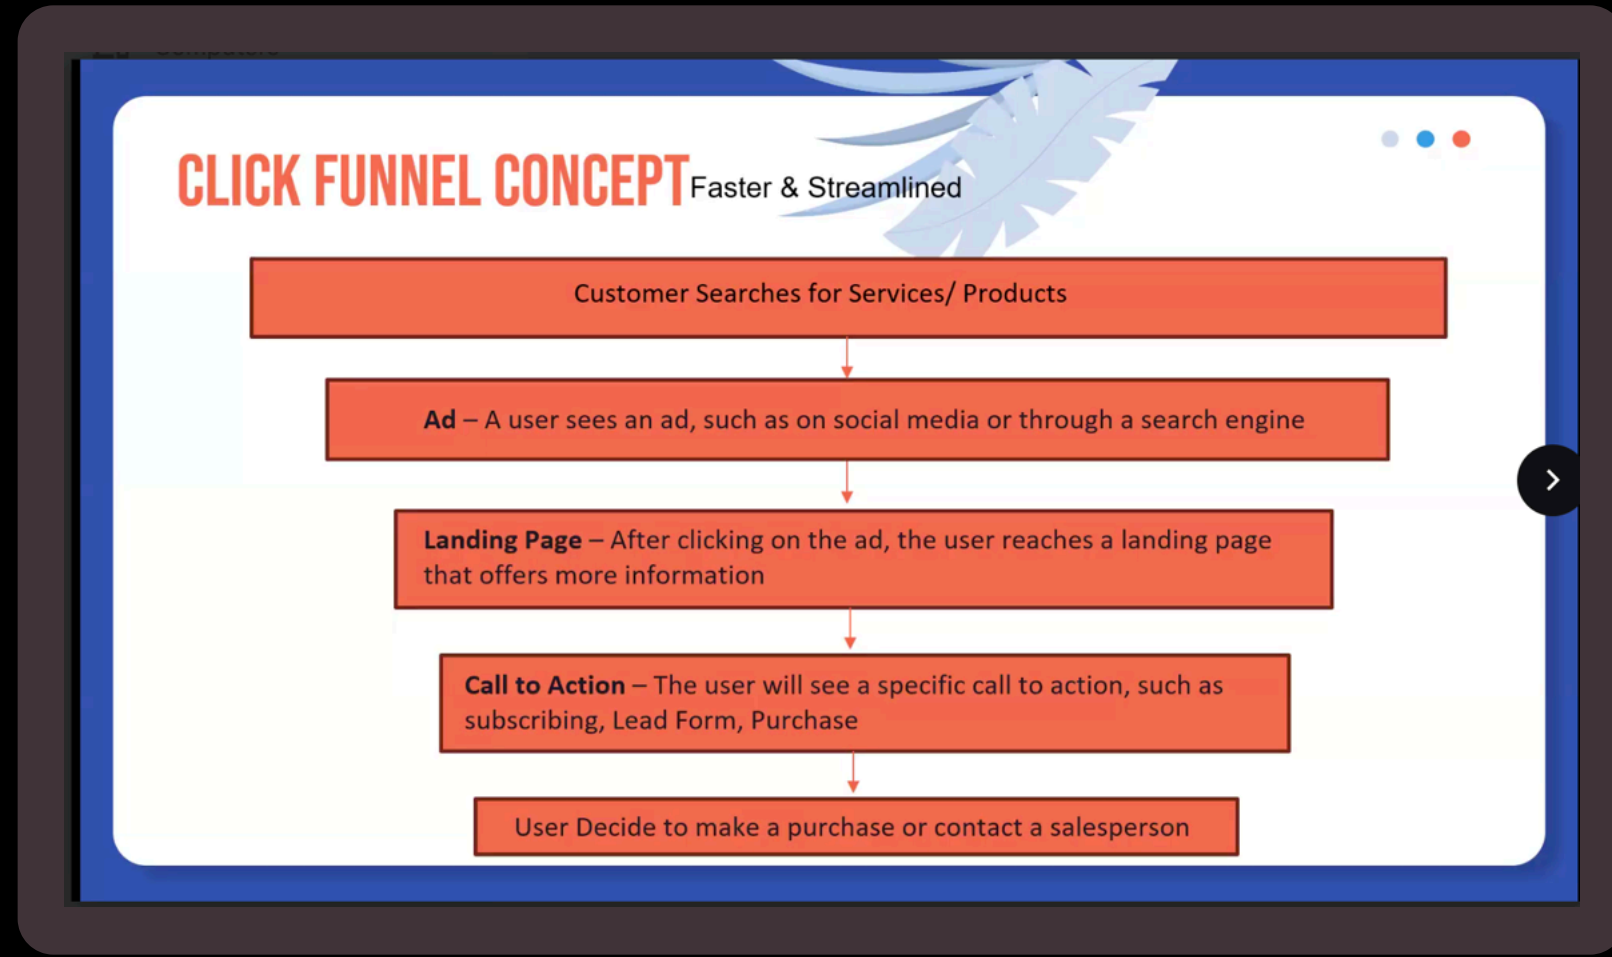 CLICK FUNNEL CONCEPT Faster & Streamlined
Customer Searches for Services/ Products
Ad – A user sees an ad, such as on social media or through a search engine
Landing Page – After clicking on the ad, the user reaches a landing page
that offers more information
Call to Action – The user will see a specific call to action, such as
subscribing, Lead Form, Purchase
User Decide to make a purchase or contact a salesperson